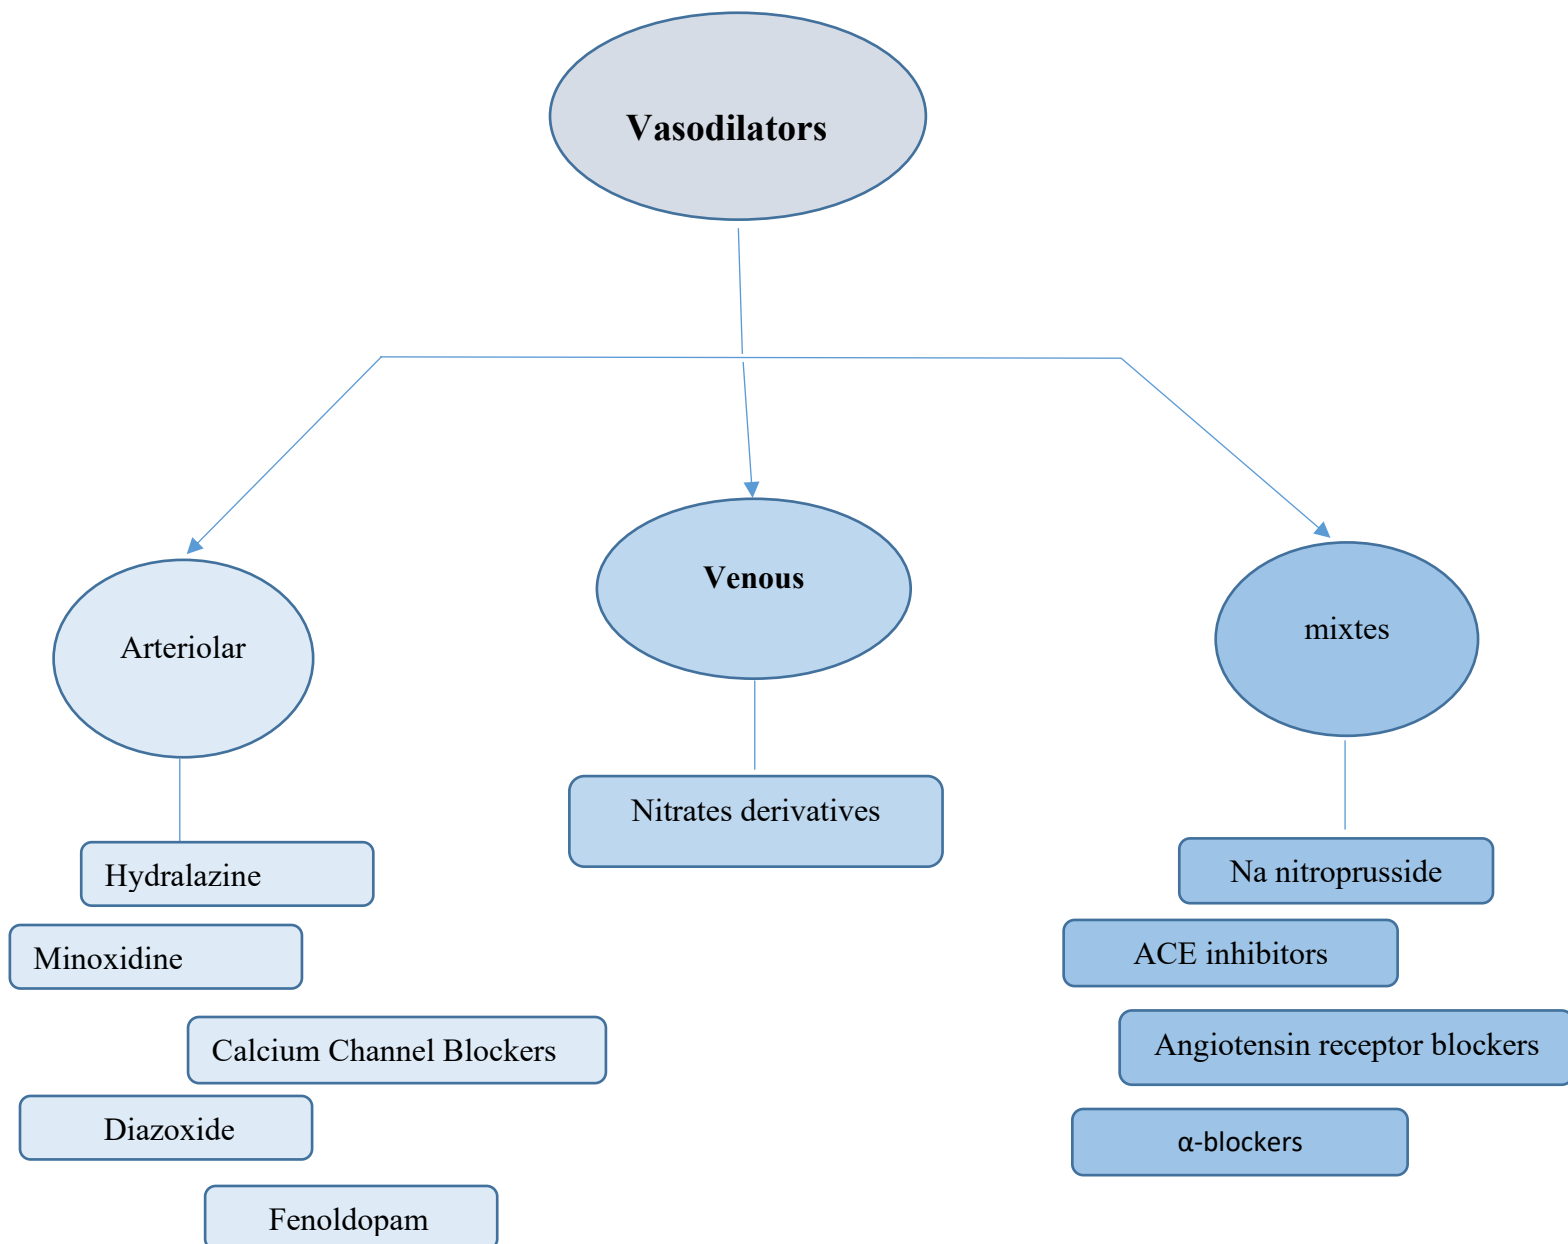 Vasodilators
Arteriolar
Venous
mixtes
Hydralazine
Minoxidine
Calcium Channel Blockers
Diazoxide
Fenoldopam
Nitrates derivatives
Na nitroprusside
ACE inhibitors
Angiotensin receptor blockers
α-blockers